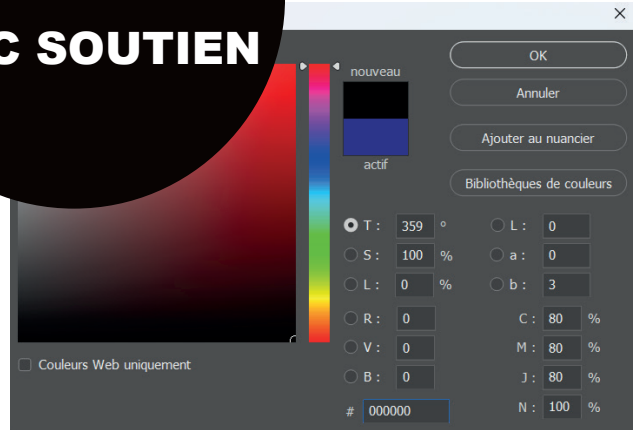 C SOUTIEN
nouveau
actif
OK
Annuler
Ajouter au nuancier
Bibliothèques de couleurs
T : 359 °
L : 0
S : 100 %
a : 0
L : 0 %
b : 3
R : 0
C : 80 %
V : 0
M : 80 %
B : 0
J : 80 %
# 000000
N : 100 %
Couleurs Web uniquement